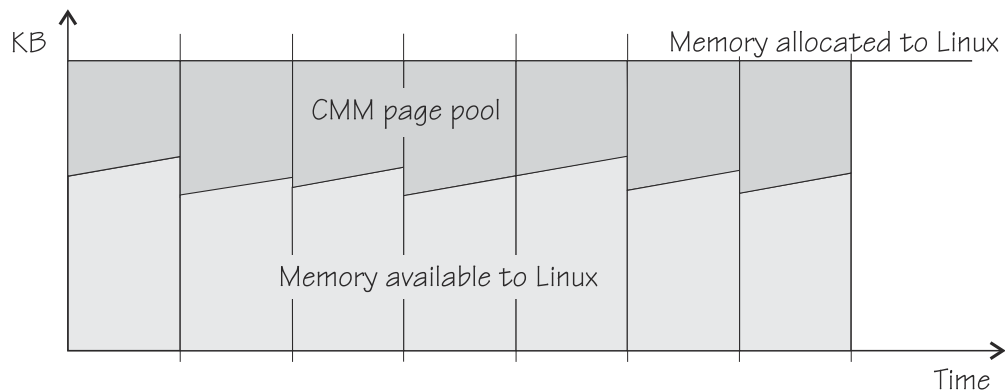 KB
Memory allocated to Linux
CMM page pool
Memory available to Linux
Time